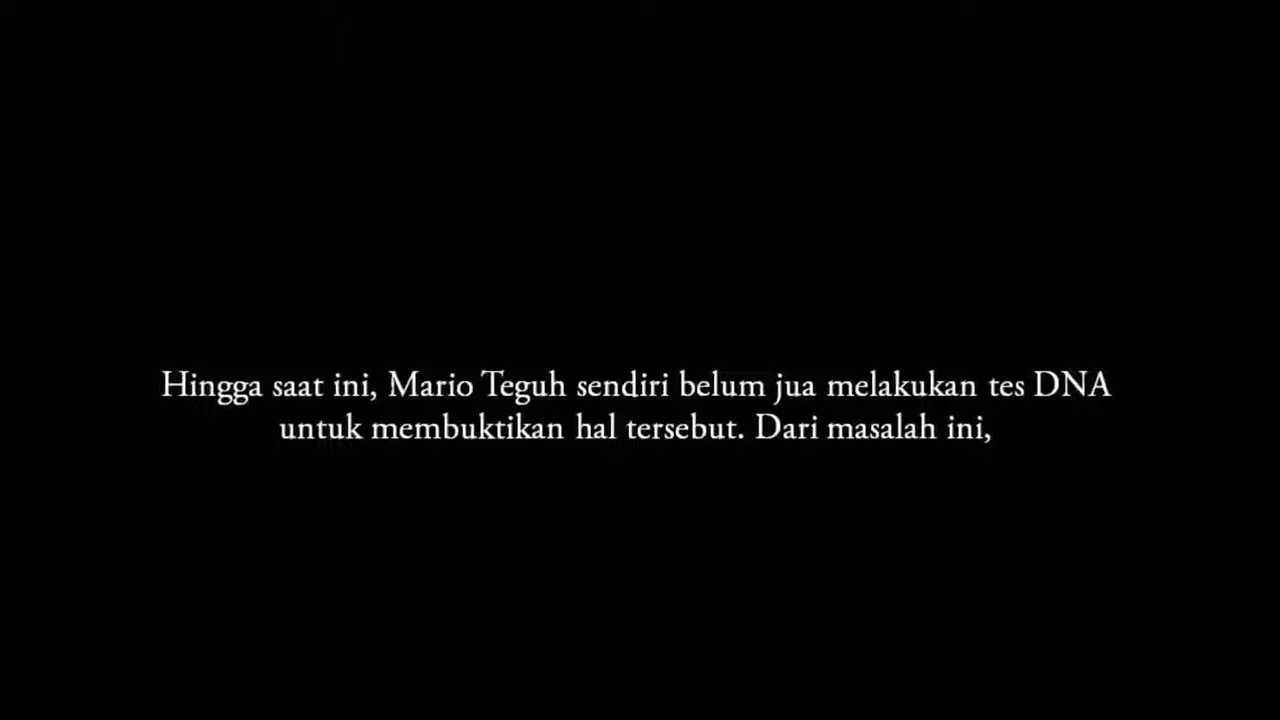 Hingga saat ini, Mario Teguh sendiri belum jua melakukan tes DNA
untuk membuktikan hal tersebut. Dari masalah ini,